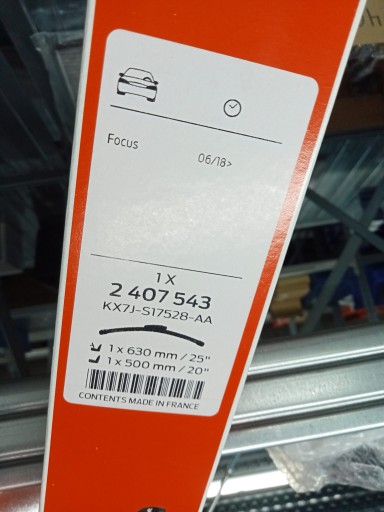 Focus
06/18>
1 X
2 407 543
KX7J-S17528-AA
1 x 630 mm / 25"
1 x 500 mm / 20"
CONTENTS MADE IN FRANCE